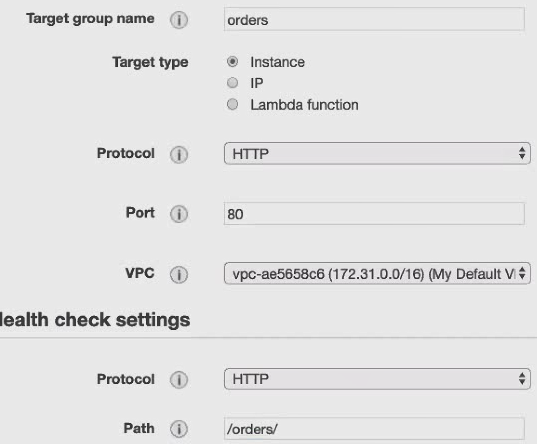 Target group name i orders
Target type Instance
IP
Lambda function
Protocol i HTTP
Port i 80
VPC i vpc-ae5658c6 (172.31.0.0/16) (My Default V
ealth check settings
Protocol i HTTP
Path i /orders/